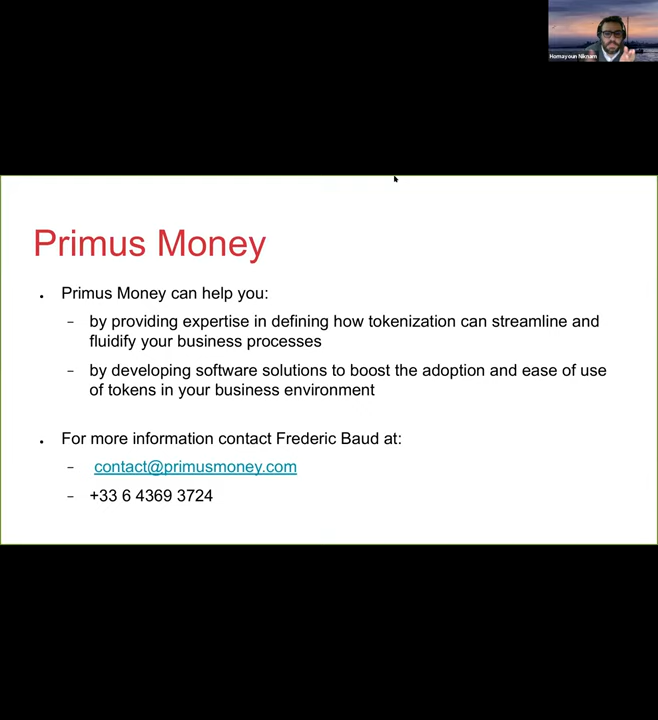 Homayoun Niknam
Primus Money
• Primus Money can help you:
– by providing expertise in defining how tokenization can streamline and
fluidify your business processes
– by developing software solutions to boost the adoption and ease of use
of tokens in your business environment
• For more information contact Frederic Baud at:
– contact@primusmoney.com
– +33 6 4369 3724